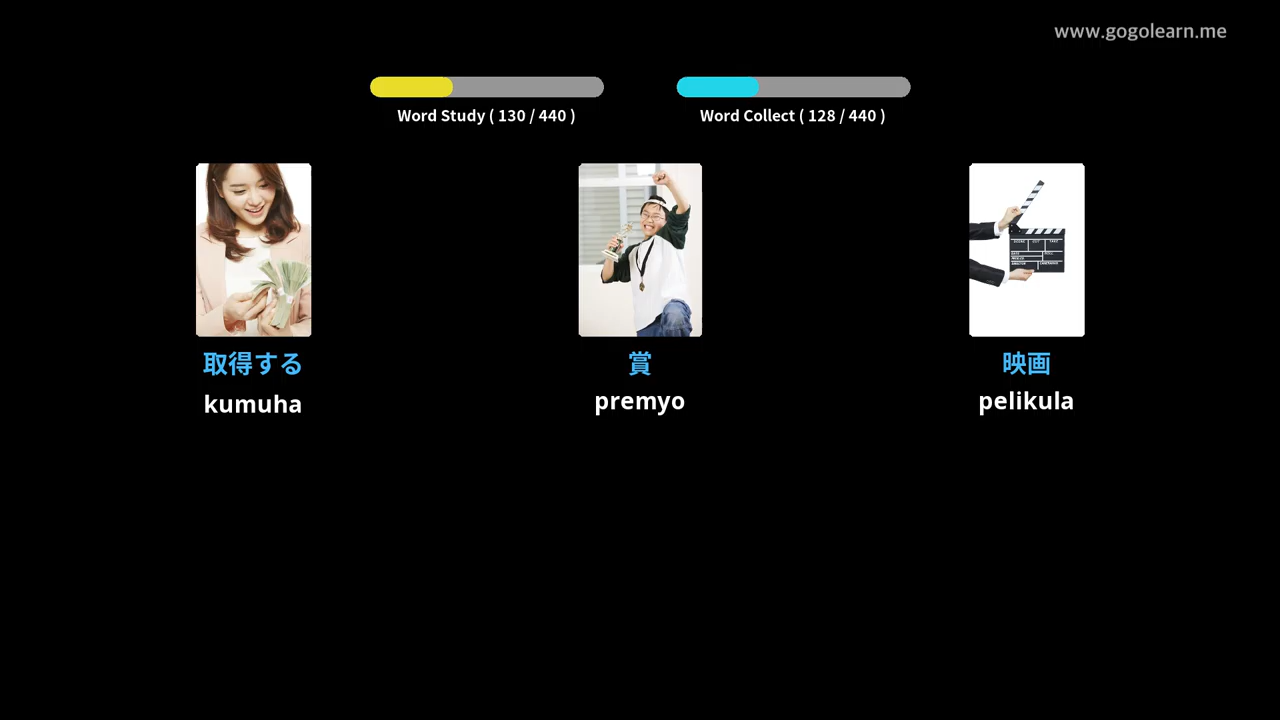 www.gogolearn.me
Word Study ( 130 / 440 )
Word Collect ( 128 / 440 )
取得する
賞
映画
kumuha
premyo
pelikula